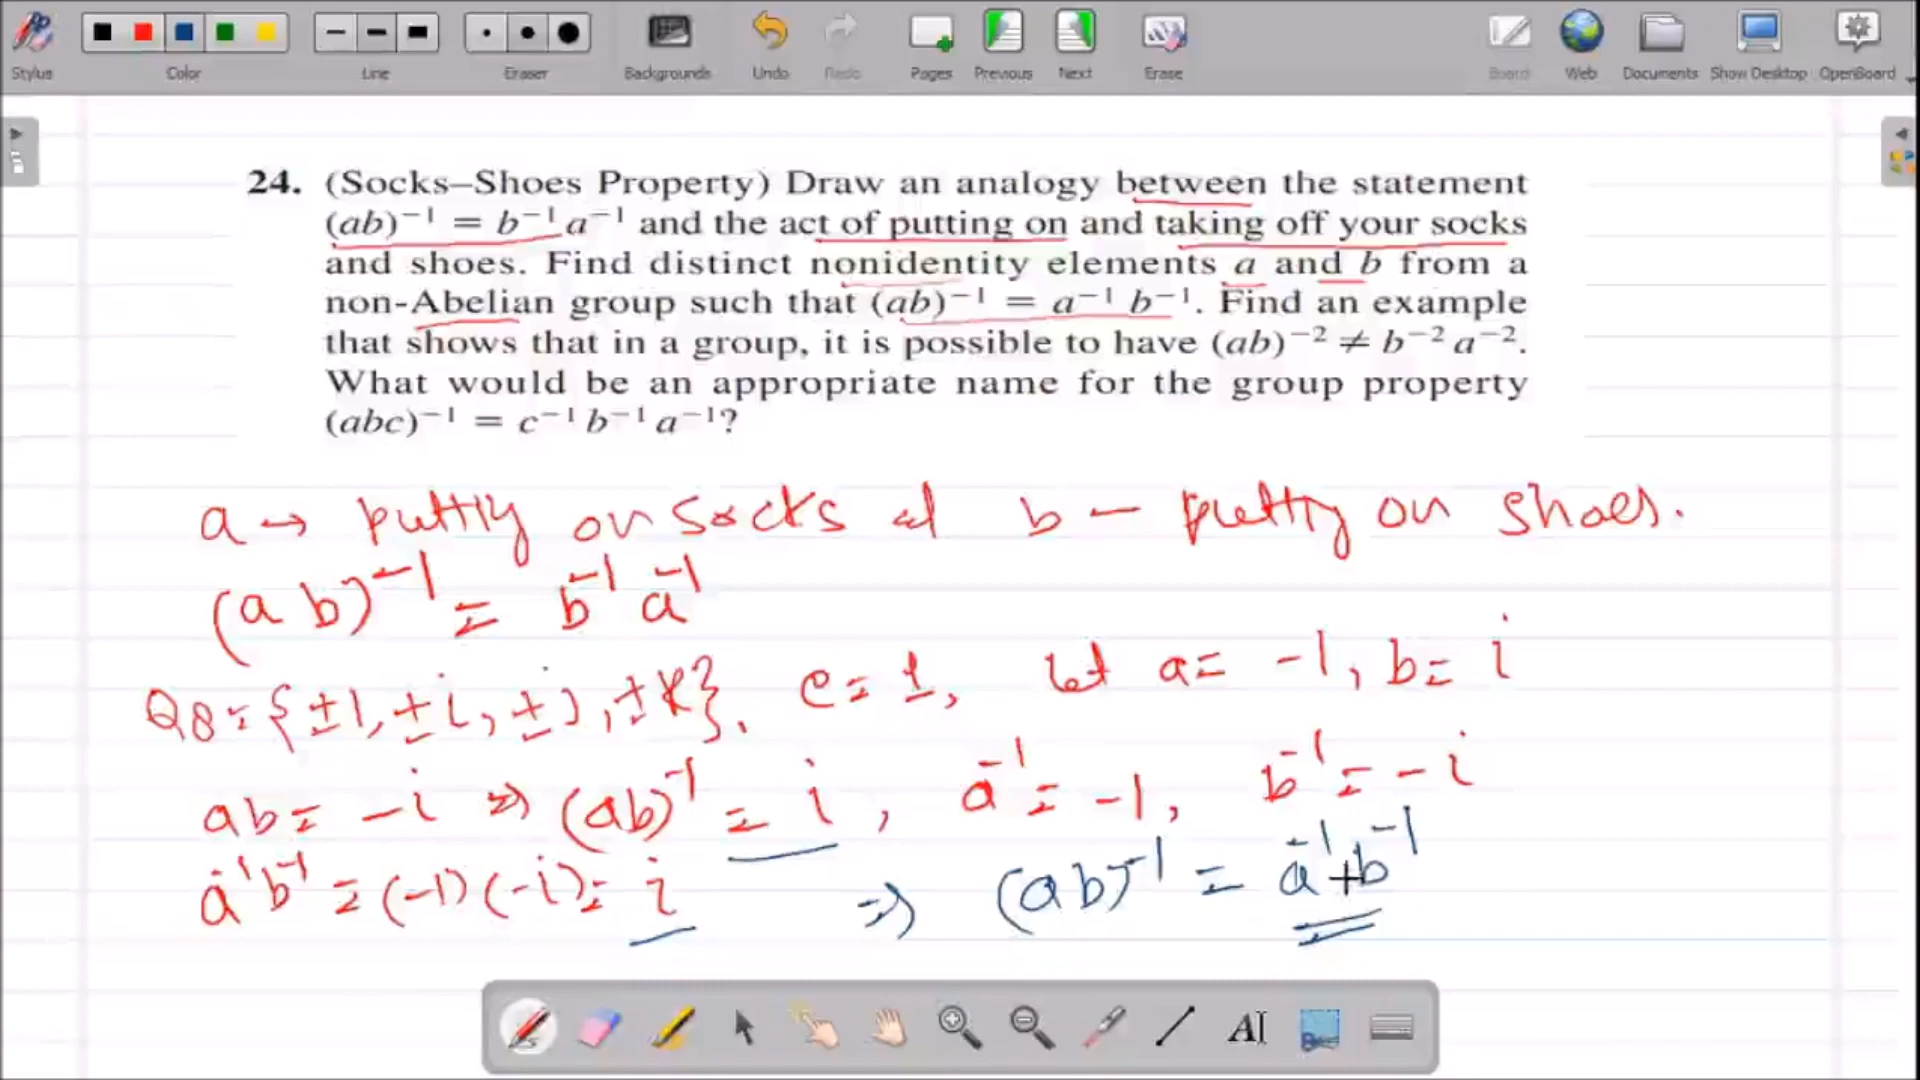 Stylus Color Line Eraser Backgrounds Undo Redo Pages Previous Next Erase Board Web Documents Show Desktop OpenBoard
24. (Socks–Shoes Property) Draw an analogy between the statement
(ab)⁻¹ = b⁻¹a⁻¹ and the act of putting on and taking off your socks
and shoes. Find distinct nonidentity elements a and b from a
non-Abelian group such that (ab)⁻¹ = a⁻¹ b⁻¹. Find an example
that shows that in a group, it is possible to have (ab)⁻² ≠ b⁻² a⁻².
What would be an appropriate name for the group property
(abc)⁻¹ = c⁻¹ b⁻¹ a⁻¹?
a → putting on socks & b – putting on shoes.
(ab)⁻¹ = b⁻¹ a⁻¹
Q8 = {±1, ±i, ±j, ±k}. e = 1, let a = -1, b = i
ab = -i ⇒ (ab)⁻¹ = i, a⁻¹ = -1, b⁻¹ = -i
a⁻¹b⁻¹ = (-1)(-i) = i ⇒ (ab)⁻¹ = a⁻¹b⁻¹
AI